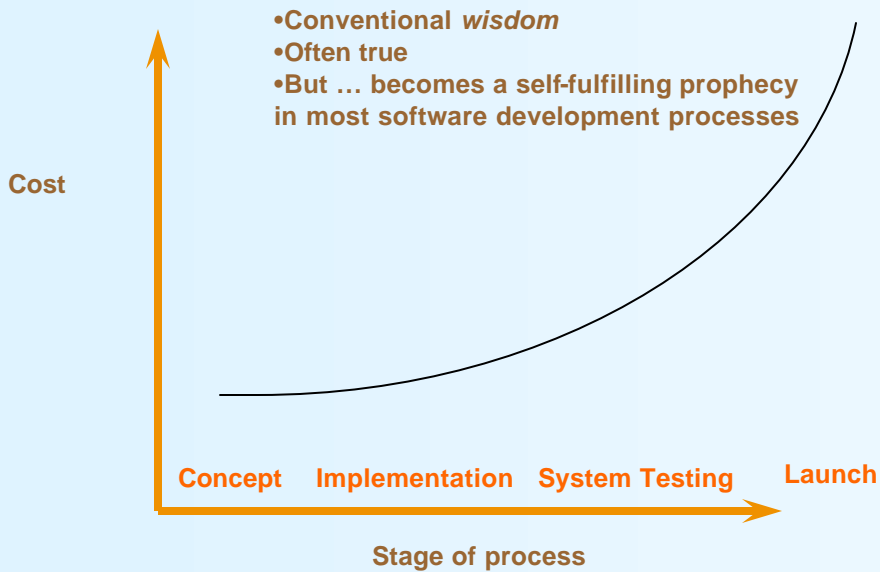 •Conventional wisdom
•Often true
•But … becomes a self-fulfilling prophecy
in most software development processes
Cost
Concept Implementation System Testing Launch
Stage of process